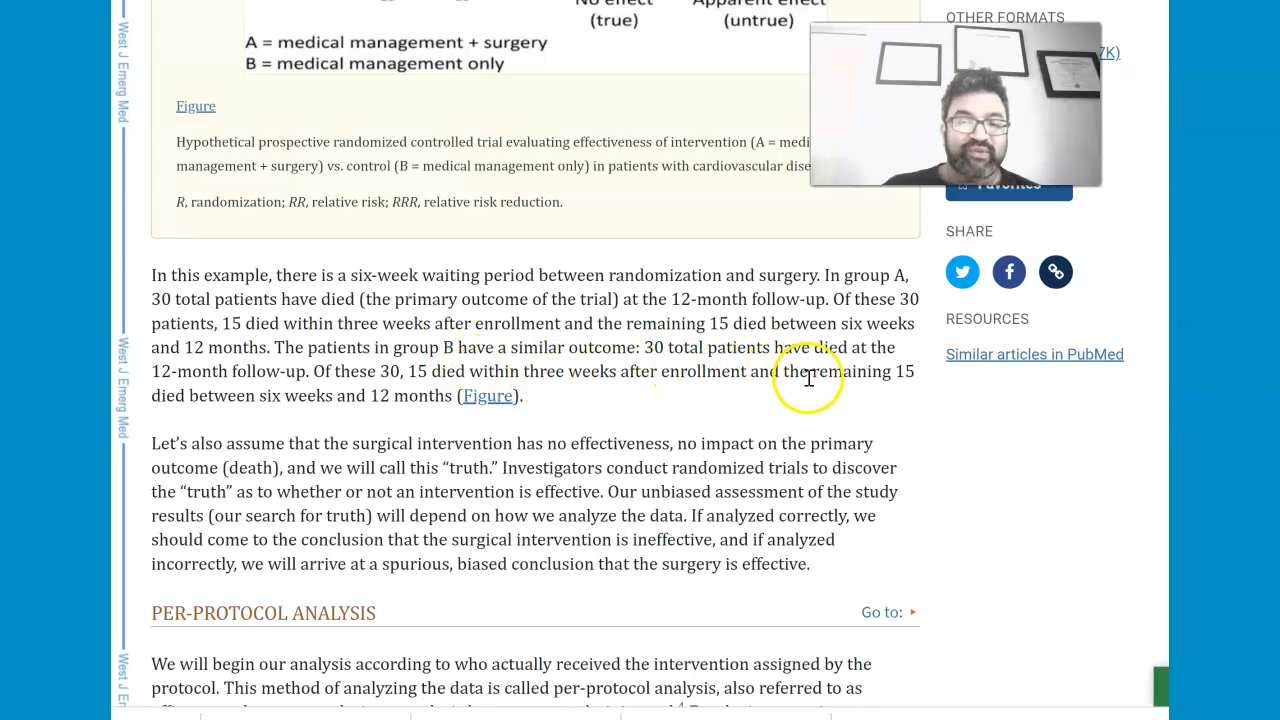 No effect Apparent effect
(true) (untrue)
A = medical management + surgery
B = medical management only
Figure
Hypothetical prospective randomized controlled trial evaluating effectiveness of intervention (A = medi
management + surgery) vs. control (B = medical management only) in patients with cardiovascular dise
R, randomization; RR, relative risk; RRR, relative risk reduction.
In this example, there is a six-week waiting period between randomization and surgery. In group A,
30 total patients have died (the primary outcome of the trial) at the 12-month follow-up. Of these 30
patients, 15 died within three weeks after enrollment and the remaining 15 died between six weeks
and 12 months. The patients in group B have a similar outcome: 30 total patients have died at the
12-month follow-up. Of these 30, 15 died within three weeks after enrollment and the remaining 15
died between six weeks and 12 months (Figure).
Let's also assume that the surgical intervention has no effectiveness, no impact on the primary
outcome (death), and we will call this “truth.” Investigators conduct randomized trials to discover
the “truth” as to whether or not an intervention is effective. Our unbiased assessment of the study
results (our search for truth) will depend on how we analyze the data. If analyzed correctly, we
should come to the conclusion that the surgical intervention is ineffective, and if analyzed
incorrectly, we will arrive at a spurious, biased conclusion that the surgery is effective.
PER-PROTOCOL ANALYSIS Go to:
We will begin our analysis according to who actually received the intervention assigned by the
protocol. This method of analyzing the data is called per-protocol analysis, also referred to as
OTHER FORMATS
7K)
Favorites
SHARE
RESOURCES
Similar articles in PubMed
West J Emerg Med
West J Emerg Med
West J Em